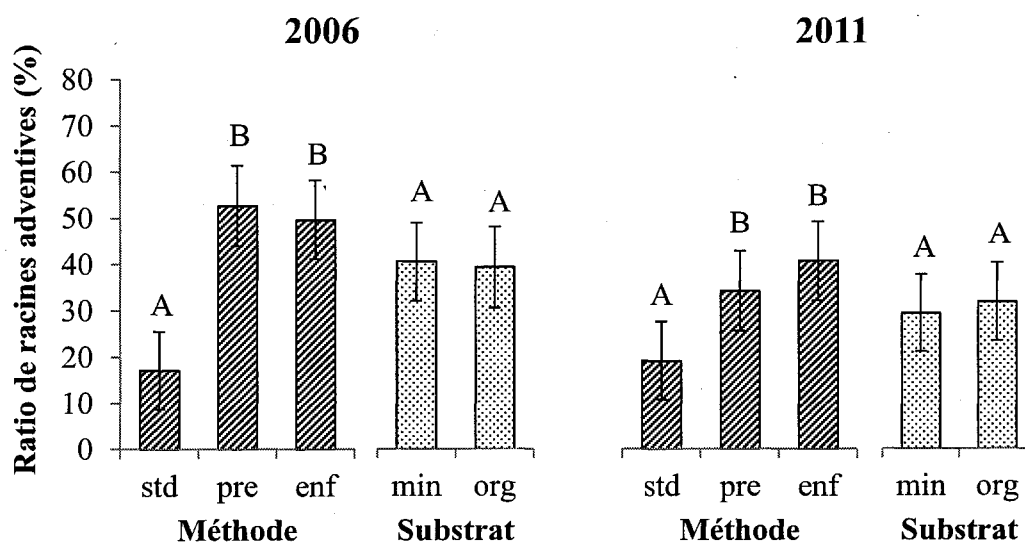 2006 2011
Ratio de racines adventives (%)
80
70
60
50
40
30
20
10
0
A B B A A
A B B A A
std pre enf min org std pre enf min org
Méthode Substrat Méthode Substrat